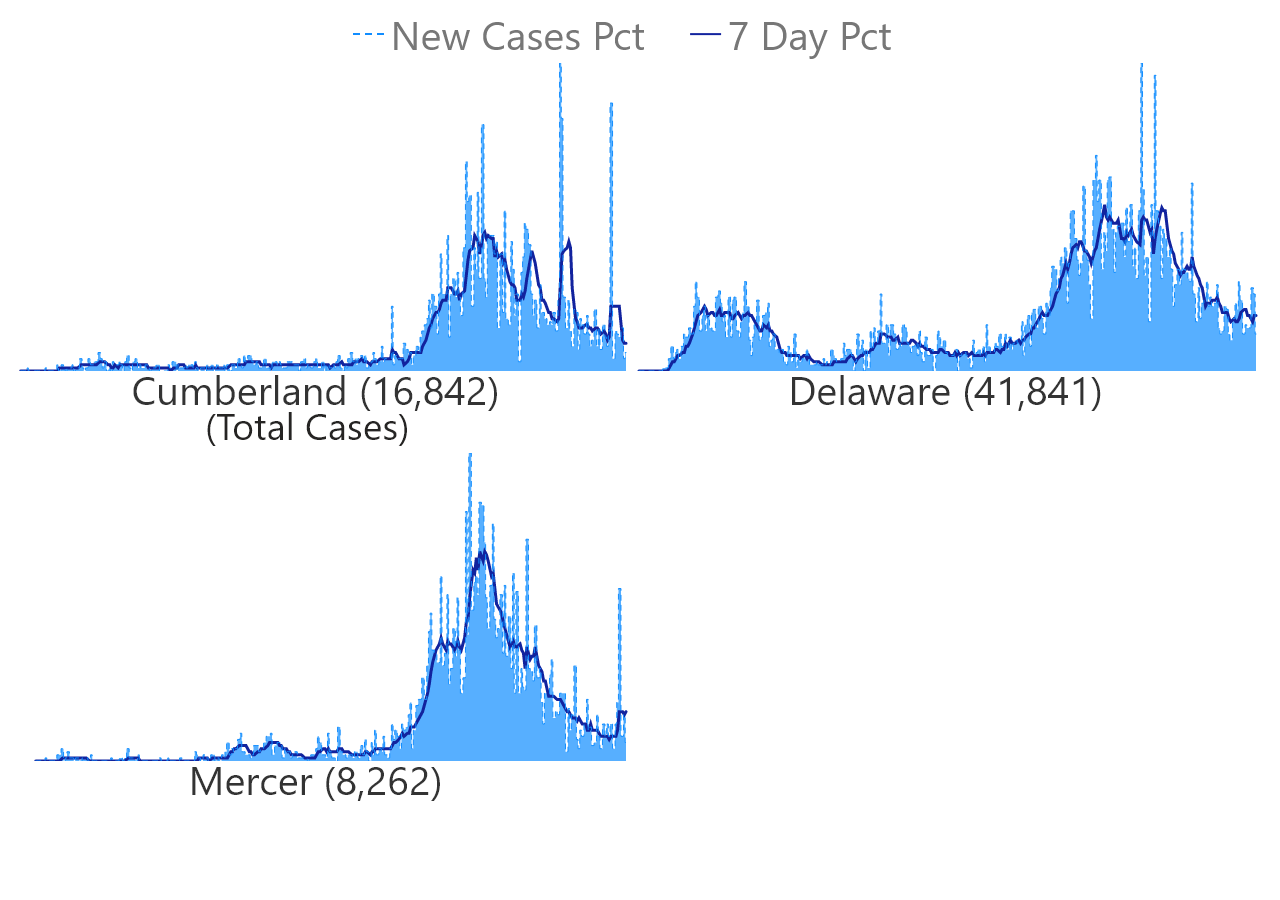 New Cases Pct 7 Day Pct
Cumberland (16,842)
(Total Cases)
Delaware (41,841)
Mercer (8,262)